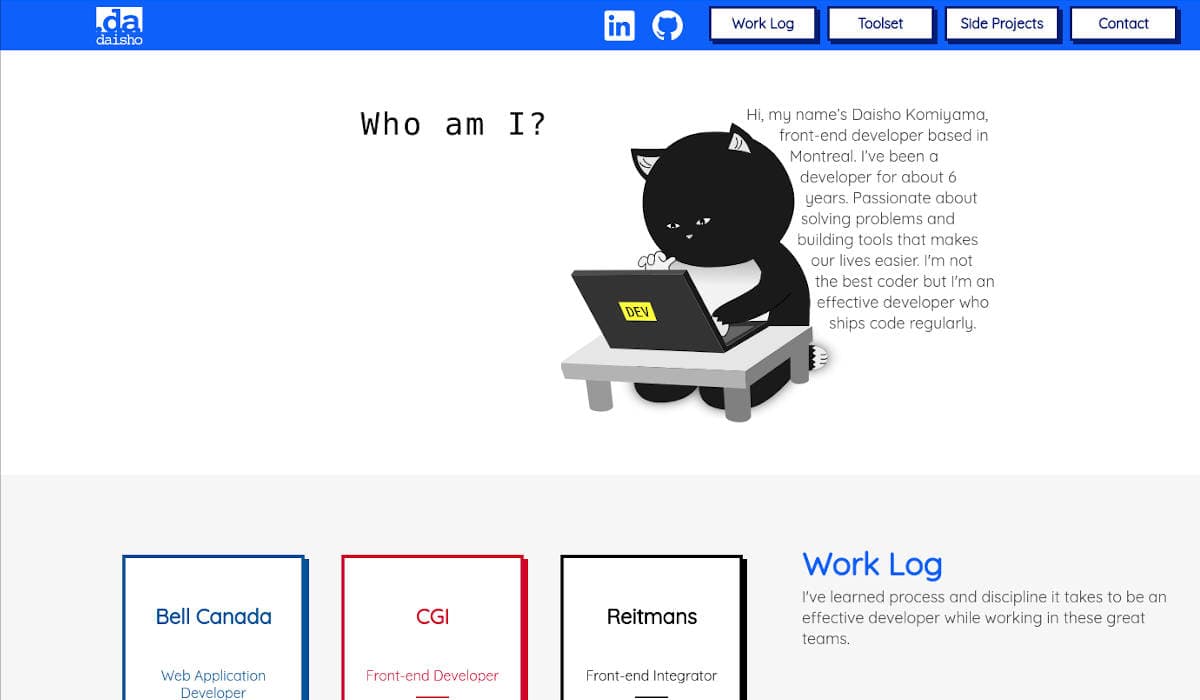 .da
daisho
in
Work Log
Toolset
Side Projects
Contact
Who am I?
Hi, my name's Daisho Komiyama,
front-end developer based in
Montreal. I've been a
developer for about 6
years. Passionate about
solving problems and
building tools that makes
our lives easier. I'm not
the best coder but I'm an
effective developer who
ships code regularly.
DEV
Bell Canada
Web Application
Developer
CGI
Front-end Developer
Reitmans
Front-end Integrator
Work Log
I've learned process and discipline it takes to be an
effective developer while working in these great
teams.